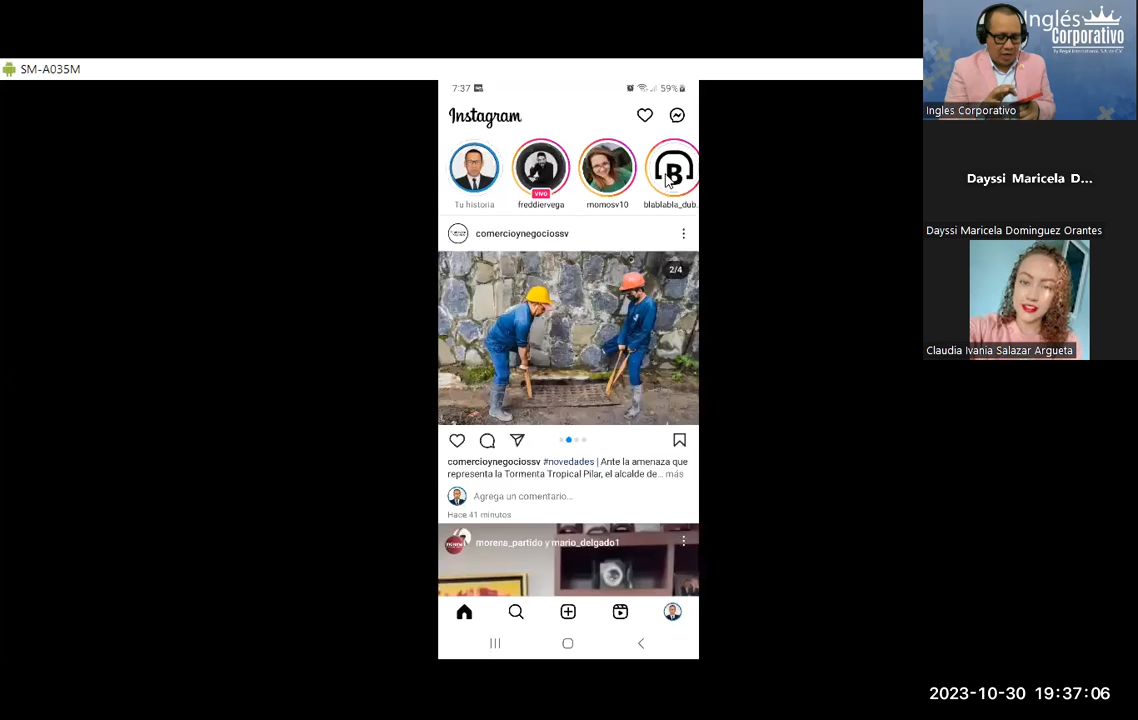 SM-A035M
7:37
59%
Instagram
VIVO
Tu historia
freddiervega
momosv10
blablabla_dub...
B
comercioynegociossv
2/4
comercioynegociossv #novedades | Ante la amenaza que
representa la Tormenta Tropical Pilar, el alcalde de... más
Agrega un comentario...
Hace 41 minutos
morena_partido y mario_delgado1
Inglés
Corporativo
Ingles Corporativo
Dayssi Maricela D...
Dayssi Maricela Dominguez Orantes
Claudia Ivania Salazar Argueta
2023-10-30 19:37:06